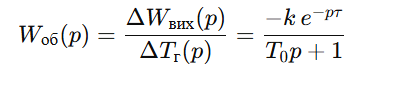 W_об(p) = ΔW_вих(p) / ΔT_г(p) = −k e^{−pτ} / (T_0 p + 1)